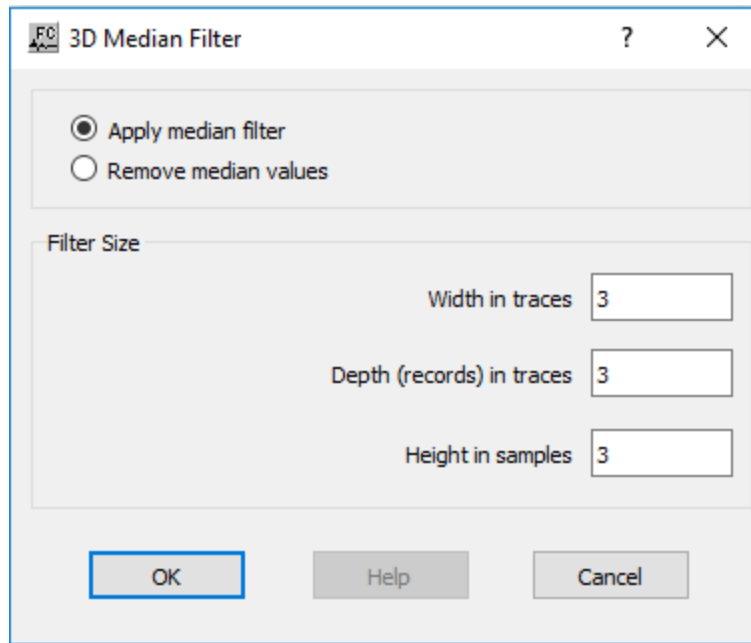 FC
3D Median Filter
?
Apply median filter
Remove median values
Filter Size
Width in traces 3
Depth (records) in traces 3
Height in samples 3
OK Help Cancel